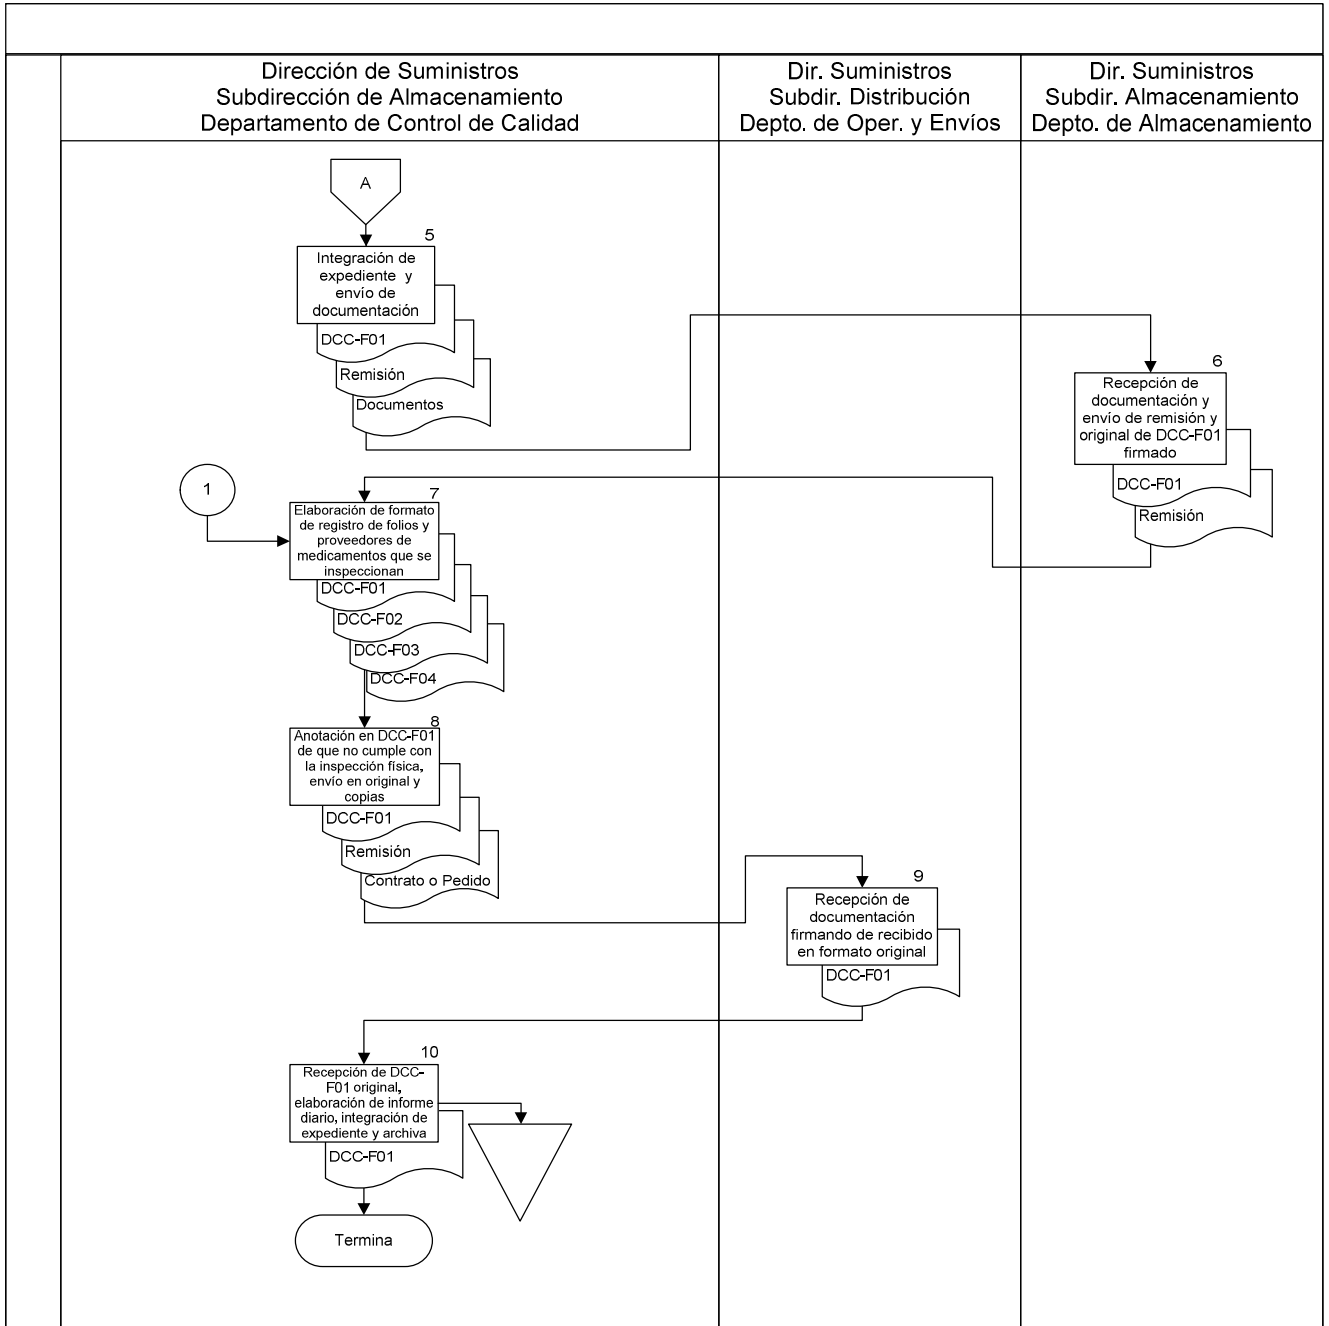 Dirección de Suministros
Subdirección de Almacenamiento
Departamento de Control de Calidad
Dir. Suministros
Subdir. Distribución
Depto. de Oper. y Envíos
Dir. Suministros
Subdir. Almacenamiento
Depto. de Almacenamiento
A
5
Integración de
expediente y
envío de
documentación
DCC-F01
Remisión
Documentos
6
Recepción de
documentación y
envío de remisión y
original de DCC-F01
firmado
DCC-F01
Remisión
1
7
Elaboración de formato
de registro de folios y
proveedores de
medicamentos que se
inspeccionan
DCC-F01
DCC-F02
DCC-F03
DCC-F04
8
Anotación en DCC-F01
de que no cumple con
la inspección física,
envío en original y
copias
DCC-F01
Remisión
Contrato o Pedido
9
Recepción de
documentación
firmando de recibido
en formato original
DCC-F01
10
Recepción de DCC-
F01 original,
elaboración de informe
diario, integración de
expediente y archiva
DCC-F01
Termina